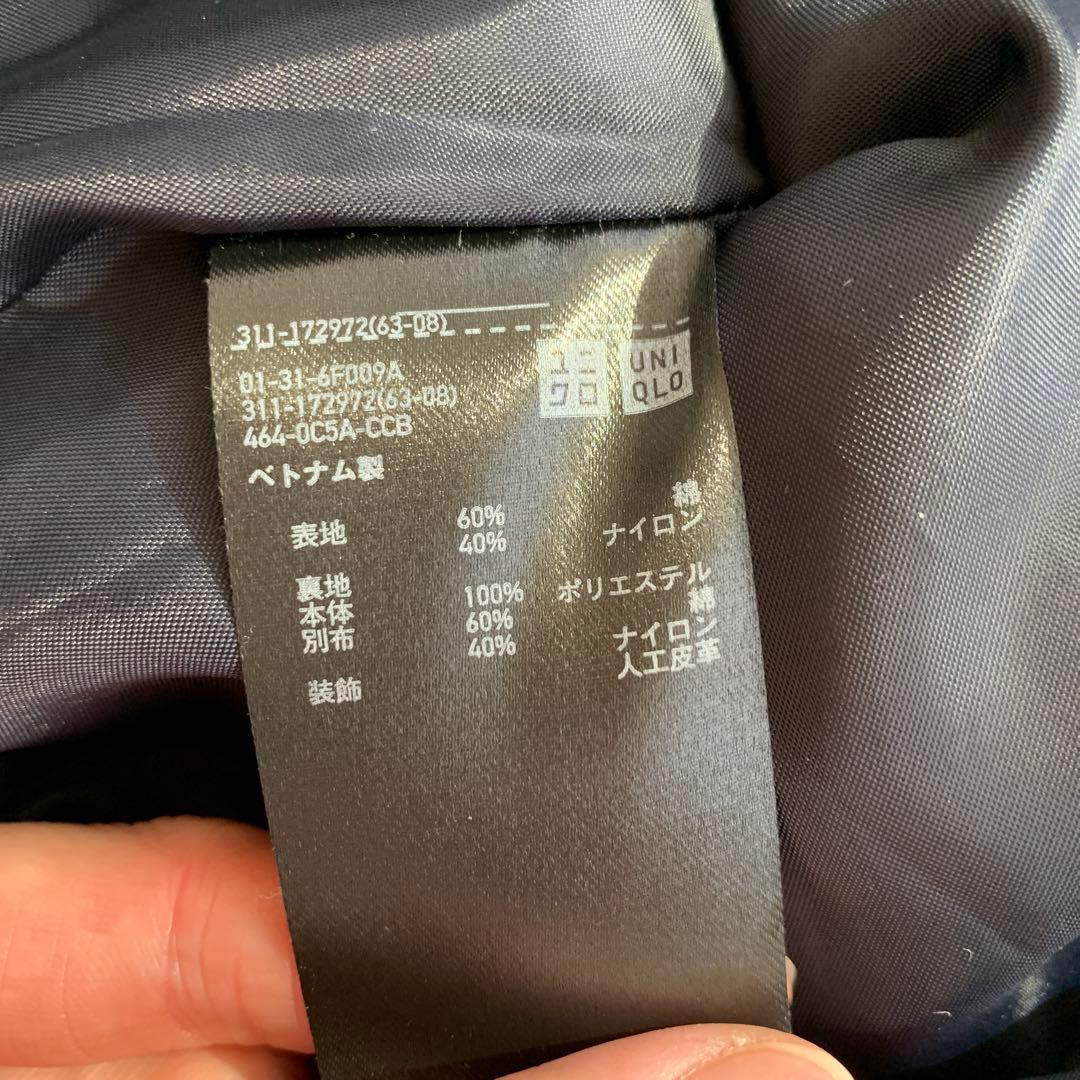 311-172972(63-08)
01-31-6F009A
311-172972(63-08)
464-0C5A-CCB
ユニ
クロ
UNI
QLO
ベトナム製
表地 60% 綿
40% ナイロン
裏地
本体 100% ポリエステル
別布 60% 綿
40% ナイロン
装飾 人工皮革